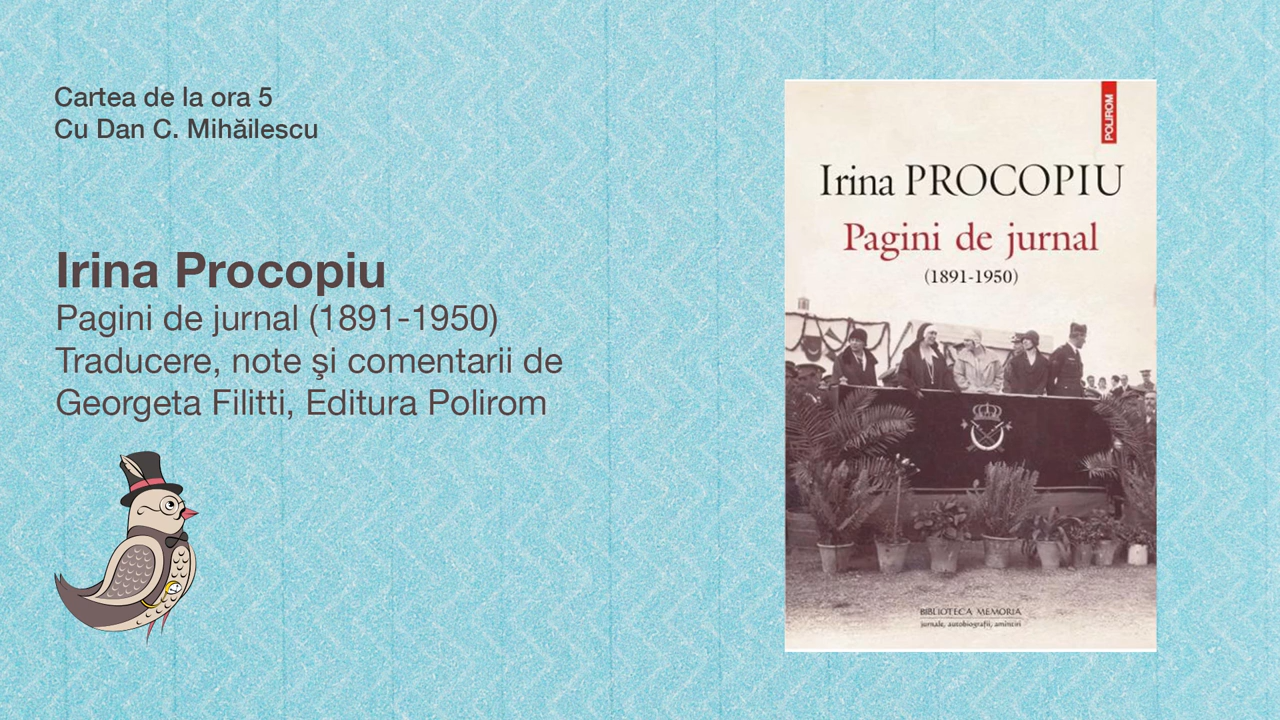 Cartea de la ora 5
Cu Dan C. Mihăilescu
Irina Procopiu
Pagini de jurnal (1891-1950)
Traducere, note şi comentarii de
Georgeta Filitti, Editura Polirom
POLIROM
Irina PROCOPIU
Pagini de jurnal
(1891-1950)
BIBLIOTECA MEMORIA
jurnale, autobiografii, amintiri